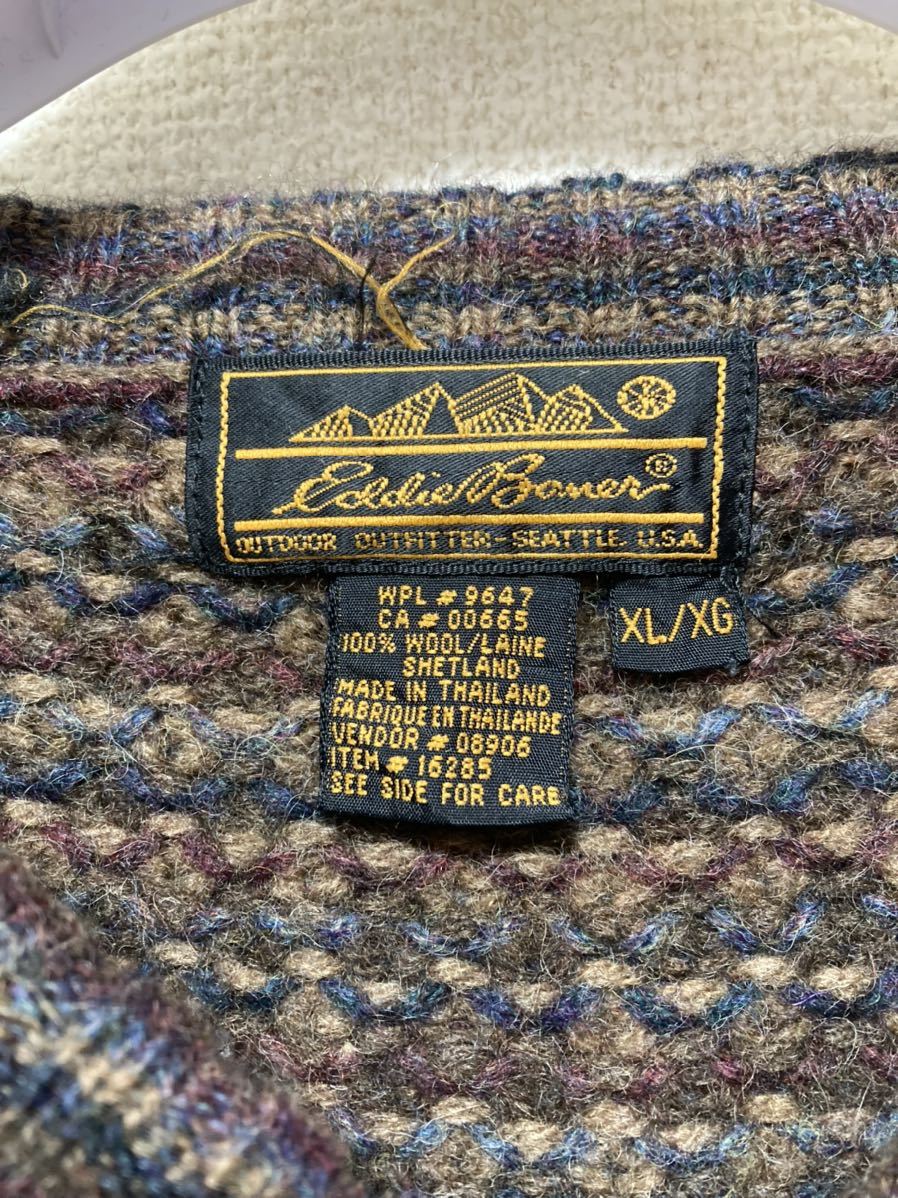 Eddie Bauer®
OUTDOOR OUTFITTER-SEATTLE, U.S.A.
WPL # 9647
CA # 00665
100% WOOL/LAINE
SHETLAND
MADE IN THAILAND
FABRIQUE EN THAILANDE
VENDOR # 08906
ITEM # 16285
SEE SIDE FOR CARE
XL/XG